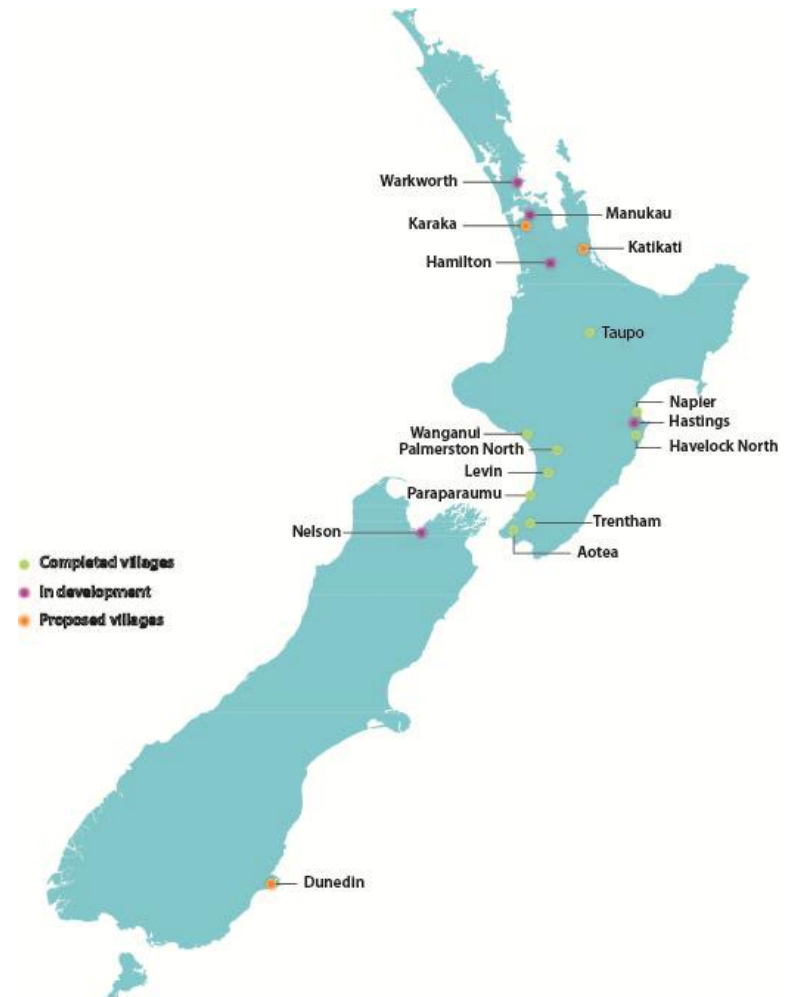 Warkworth
Manukau
Karaka
Katikati
Hamilton
Taupo
Napier
Hastings
Wanganui
Havelock North
Palmerston North
Levin
Paraparaumu
Trentham
Nelson
Aotea
Completed villages
In development
Proposed villages
Dunedin